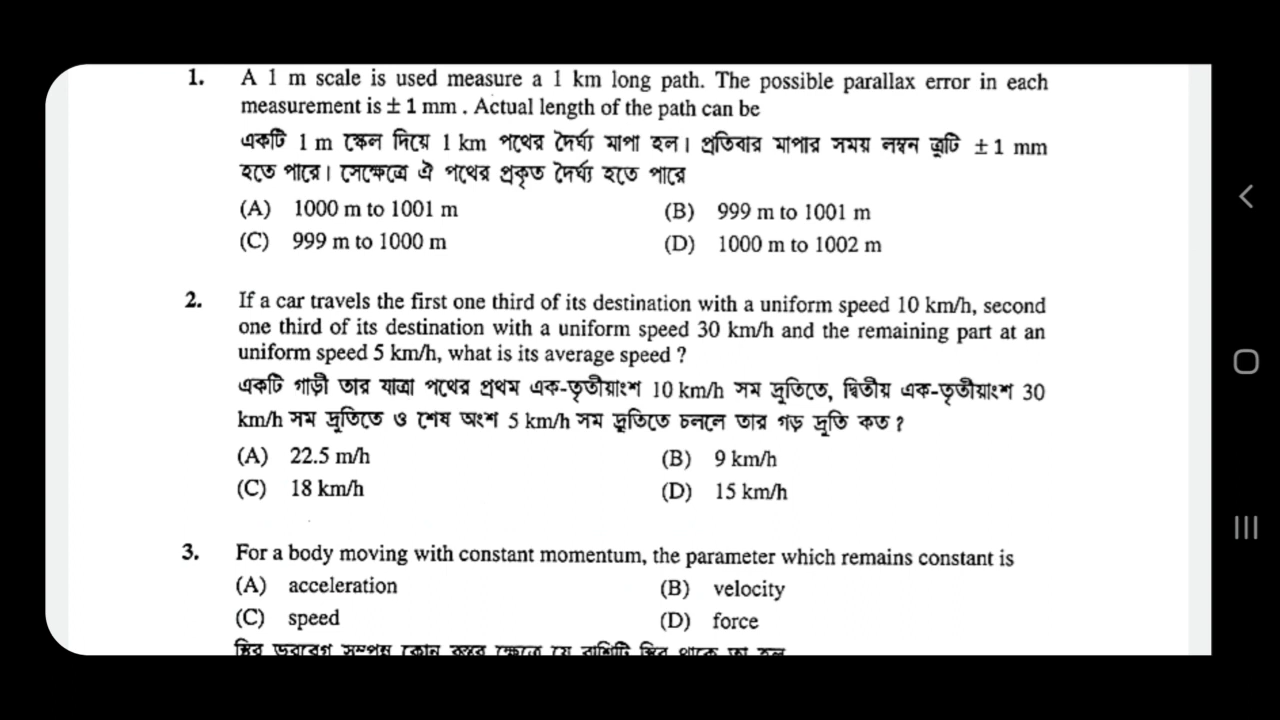 1. A 1 m scale is used measure a 1 km long path. The possible parallax error in each
measurement is ± 1 mm . Actual length of the path can be
একটি 1 m স্কেল দিয়ে 1 km পথের দৈর্ঘ্য মাপা হল। প্রতিবার মাপার সময় লম্বন ত্রুটি ± 1 mm
হতে পারে। সেক্ষেত্রে ঐ পথের প্রকৃত দৈর্ঘ্য হতে পারে
(A) 1000 m to 1001 m (B) 999 m to 1001 m
(C) 999 m to 1000 m (D) 1000 m to 1002 m
2. If a car travels the first one third of its destination with a uniform speed 10 km/h, second
one third of its destination with a uniform speed 30 km/h and the remaining part at an
uniform speed 5 km/h, what is its average speed ?
একটি গাড়ী তার যাত্রা পথের প্রথম এক-তৃতীয়াংশ 10 km/h সম দ্রুতিতে, দ্বিতীয় এক-তৃতীয়াংশ 30
km/h সম দ্রুতিতে ও শেষ অংশ 5 km/h সম দ্রুতিতে চললে তার গড় দ্রুতি কত ?
(A) 22.5 m/h (B) 9 km/h
(C) 18 km/h (D) 15 km/h
3. For a body moving with constant momentum, the parameter which remains constant is
(A) acceleration (B) velocity
(C) speed (D) force
স্থির ভরবেগ সম্পন্ন কোন বস্তুর ক্ষেত্রে যে রাশিটি স্থির থাকে তা হল